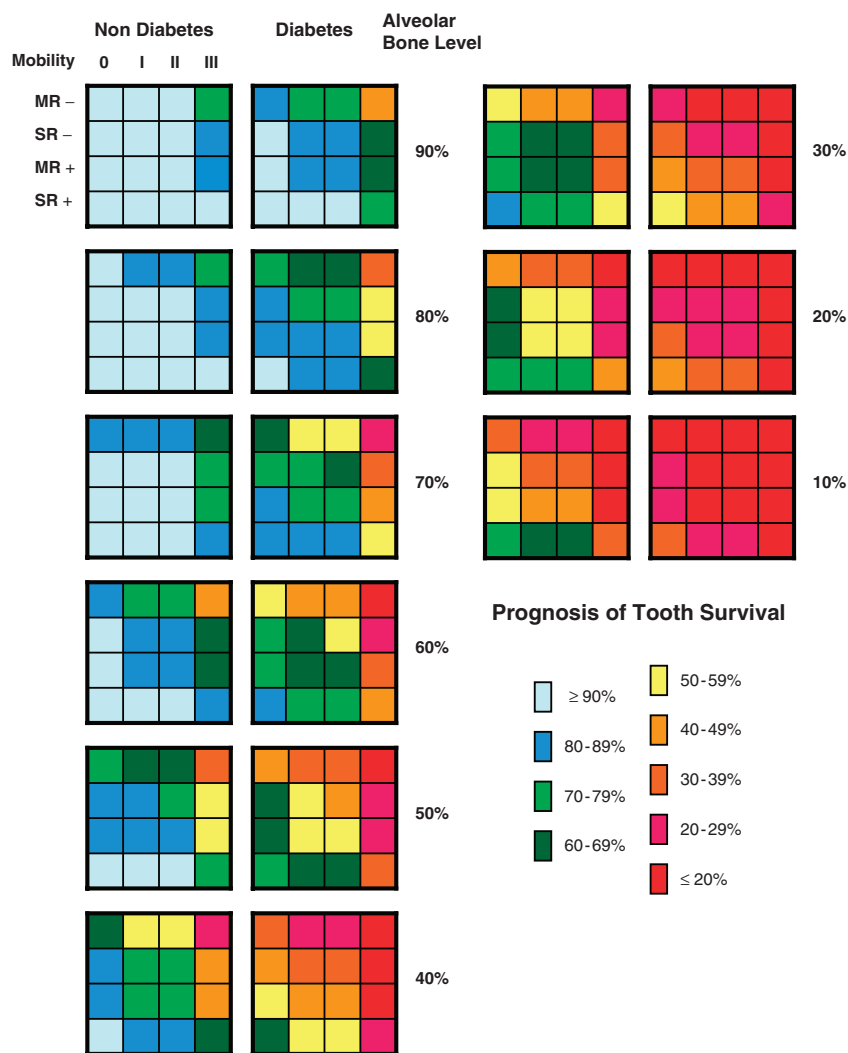 Non Diabetes
Diabetes
Alveolar
Bone Level
Mobility
0
I
II
III
MR −
SR −
MR +
SR +
90%
80%
70%
60%
50%
40%
30%
20%
10%
Prognosis of Tooth Survival
≥ 90%
80-89%
70-79%
60-69%
50-59%
40-49%
30-39%
20-29%
≤ 20%